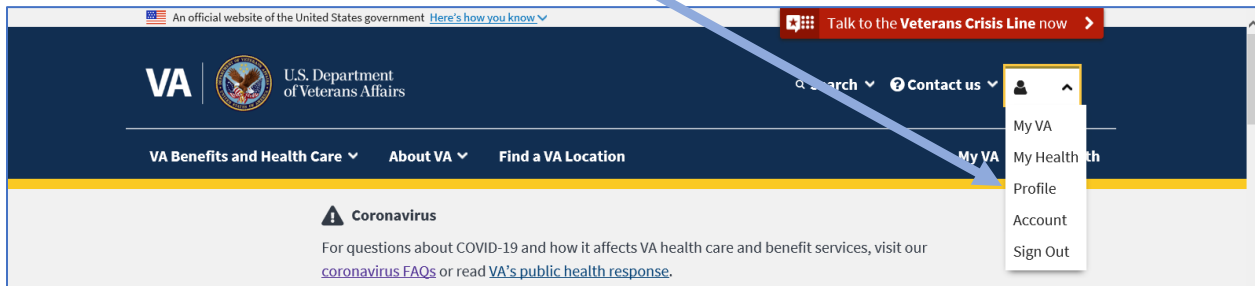 An official website of the United States government Here's how you know
Talk to the Veterans Crisis Line now
VA
U.S. Department
of Veterans Affairs
Search
Contact us
My VA
My Health
Profile
Account
Sign Out
VA Benefits and Health Care
About VA
Find a VA Location
My VA
Coronavirus
For questions about COVID-19 and how it affects VA health care and benefit services, visit our
coronavirus FAQs or read VA's public health response.